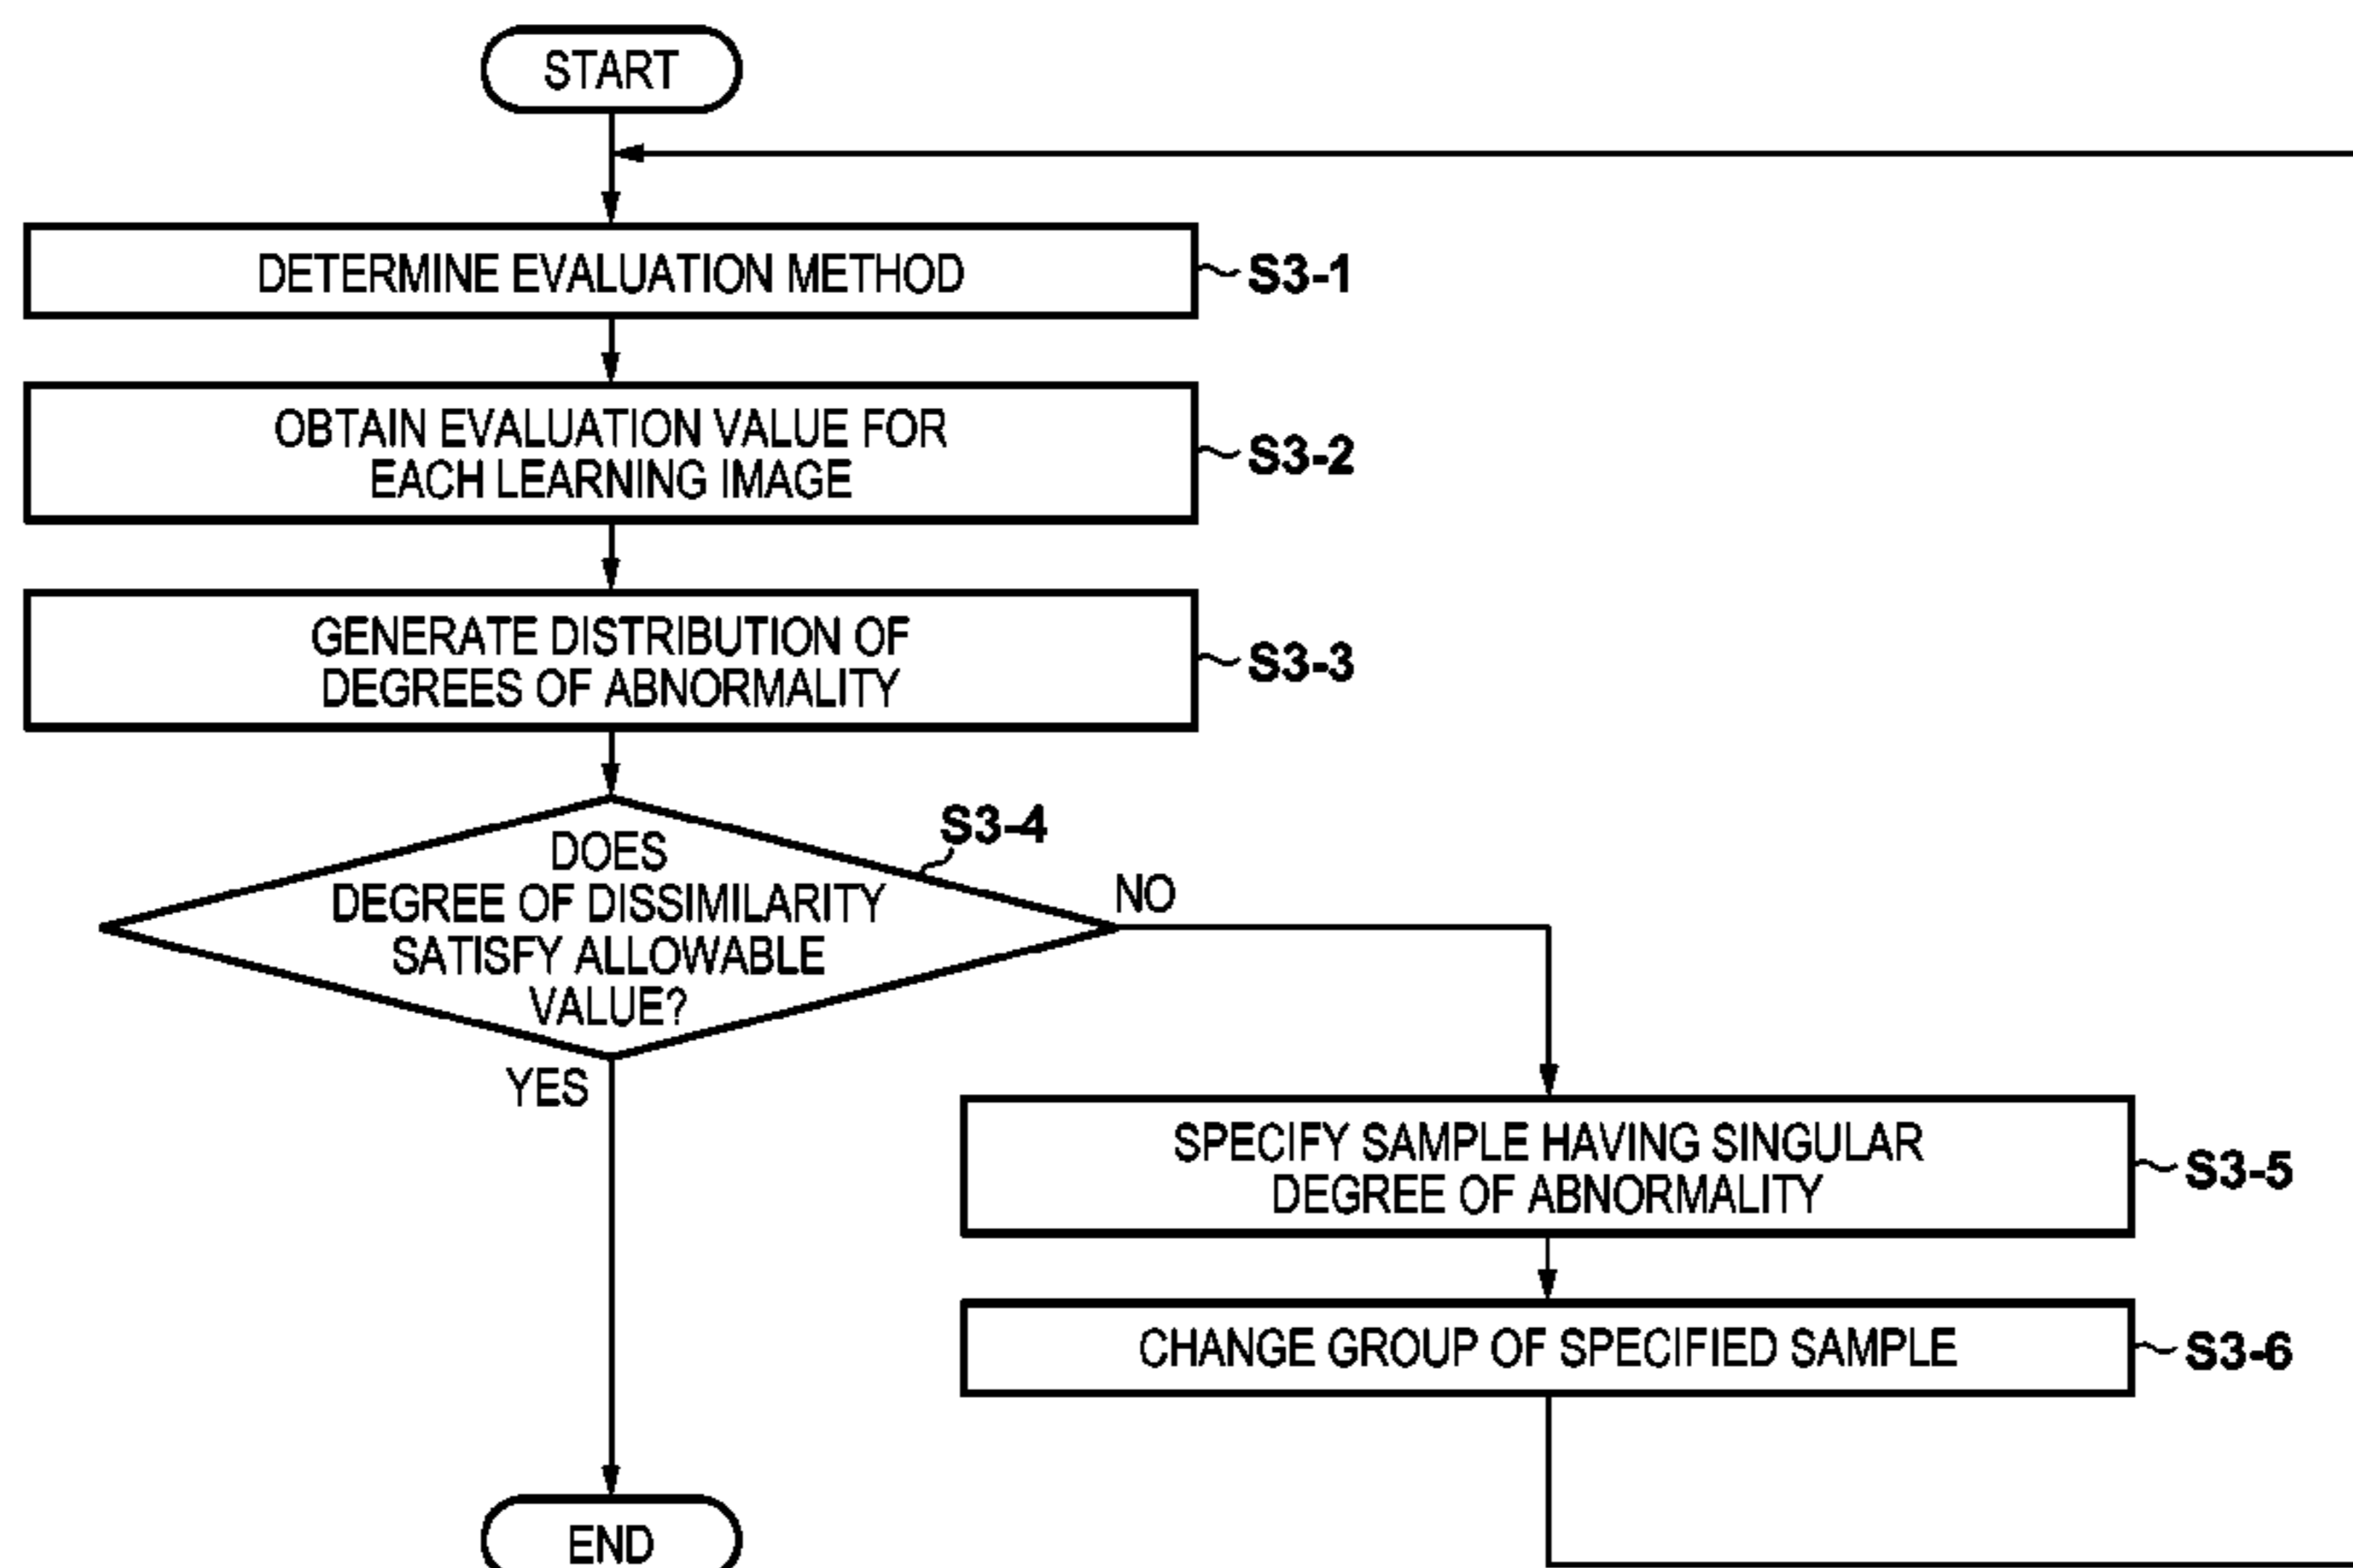 START
DETERMINE EVALUATION METHOD
S3-1
OBTAIN EVALUATION VALUE FOR
EACH LEARNING IMAGE
S3-2
GENERATE DISTRIBUTION OF
DEGREES OF ABNORMALITY
S3-3
S3-4
DOES
DEGREE OF DISSIMILARITY
SATISFY ALLOWABLE
VALUE?
NO
YES
SPECIFY SAMPLE HAVING SINGULAR
DEGREE OF ABNORMALITY
S3-5
CHANGE GROUP OF SPECIFIED SAMPLE
S3-6
END